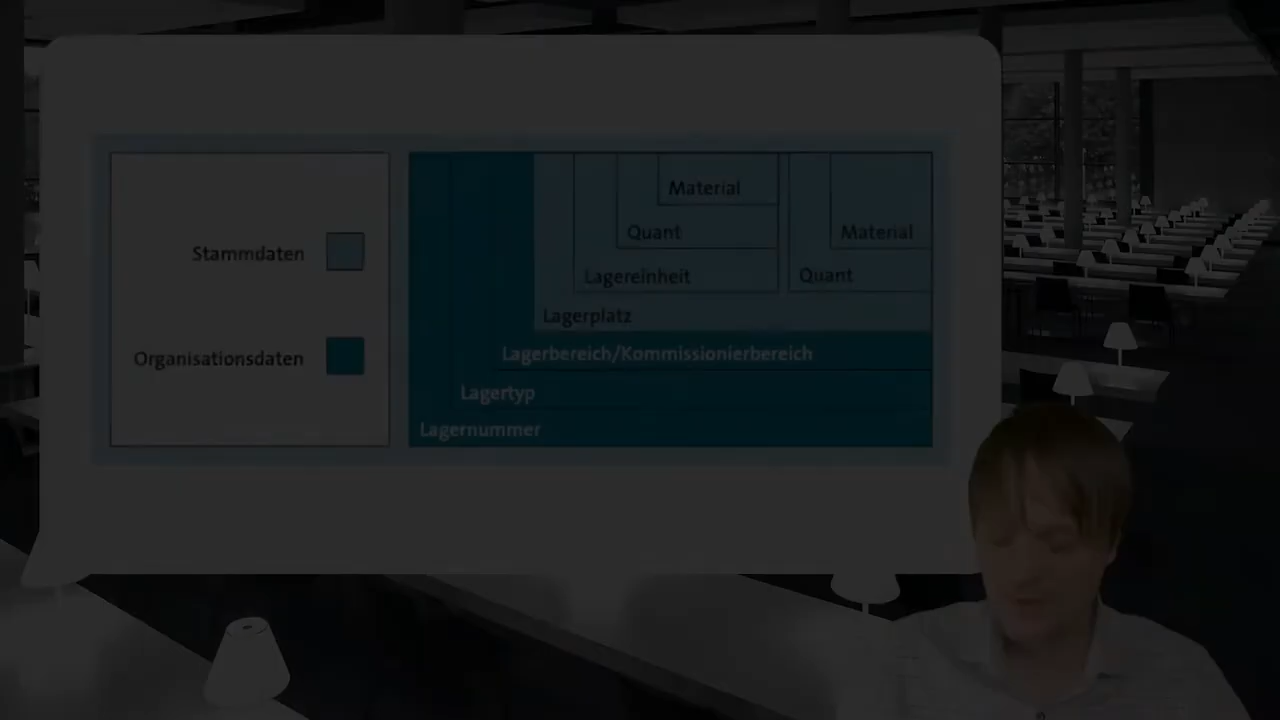 Stammdaten
Organisationsdaten
Material
Quant
Material
Lagereinheit
Quant
Lagerplatz
Lagerbereich/Kommissionierbereich
Lagertyp
Lagernummer